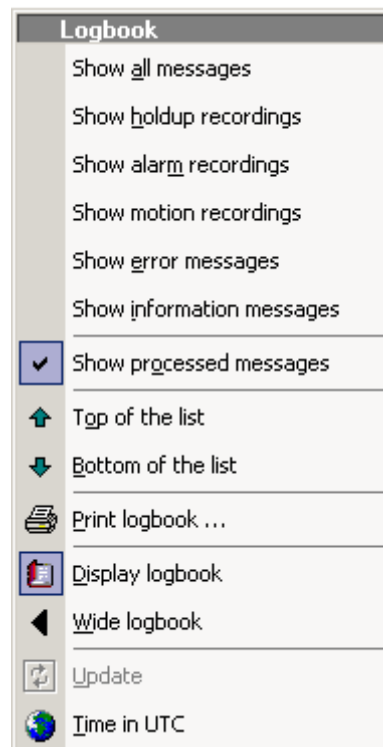 Logbook
Show all messages
Show holdup recordings
Show alarm recordings
Show motion recordings
Show error messages
Show information messages
Show processed messages
Top of the list
Bottom of the list
Print logbook ...
Display logbook
Wide logbook
Update
Time in UTC